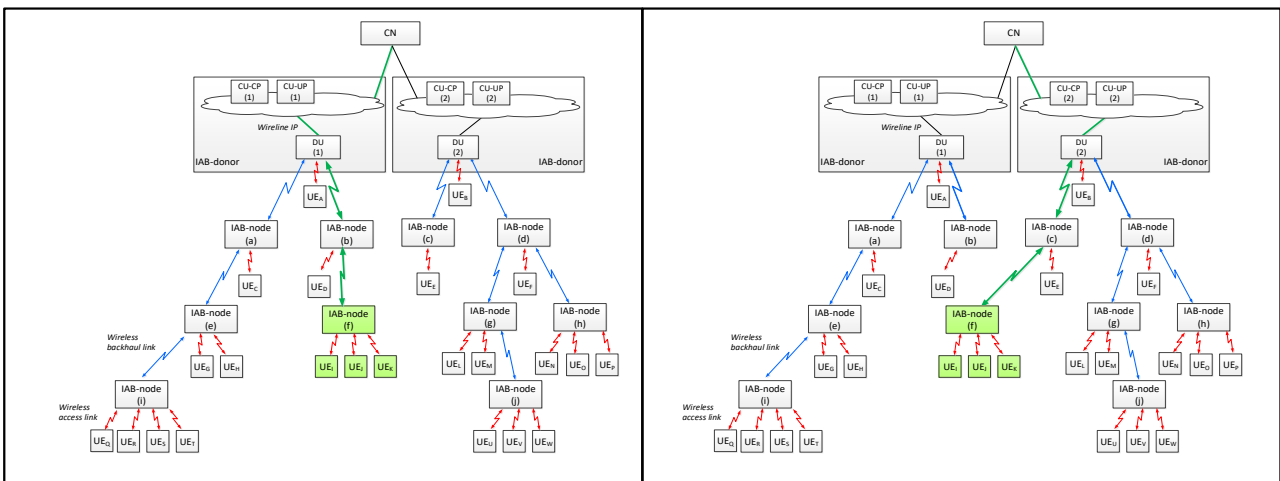 CN
CU-CP
(1)
CU-UP
(1)
CU-CP
(2)
CU-UP
(2)
Wireline IP
DU
(1)
DU
(2)
IAB-donor
IAB-donor
UEA
UEB
IAB-node
(a)
IAB-node
(b)
IAB-node
(c)
IAB-node
(d)
UEC
UED
UEE
UEF
IAB-node
(e)
IAB-node
(f)
IAB-node
(g)
IAB-node
(h)
Wireless
backhaul link
UEG
UEH
UEI
UEJ
UEK
UEL
UEM
UEN
UEO
UEP
IAB-node
(i)
IAB-node
(j)
Wireless
access link
UEQ
UER
UES
UET
UEU
UEV
UEW
CN
CU-CP
(1)
CU-UP
(1)
CU-CP
(2)
CU-UP
(2)
Wireline IP
DU
(1)
DU
(2)
IAB-donor
IAB-donor
UEA
UEB
IAB-node
(a)
IAB-node
(b)
IAB-node
(c)
IAB-node
(d)
UEC
UED
UEE
UEF
IAB-node
(e)
IAB-node
(f)
IAB-node
(g)
IAB-node
(h)
Wireless
backhaul link
UEG
UEH
UEI
UEJ
UEK
UEL
UEM
UEN
UEO
UEP
IAB-node
(i)
IAB-node
(j)
Wireless
access link
UEQ
UER
UES
UET
UEU
UEV
UEW